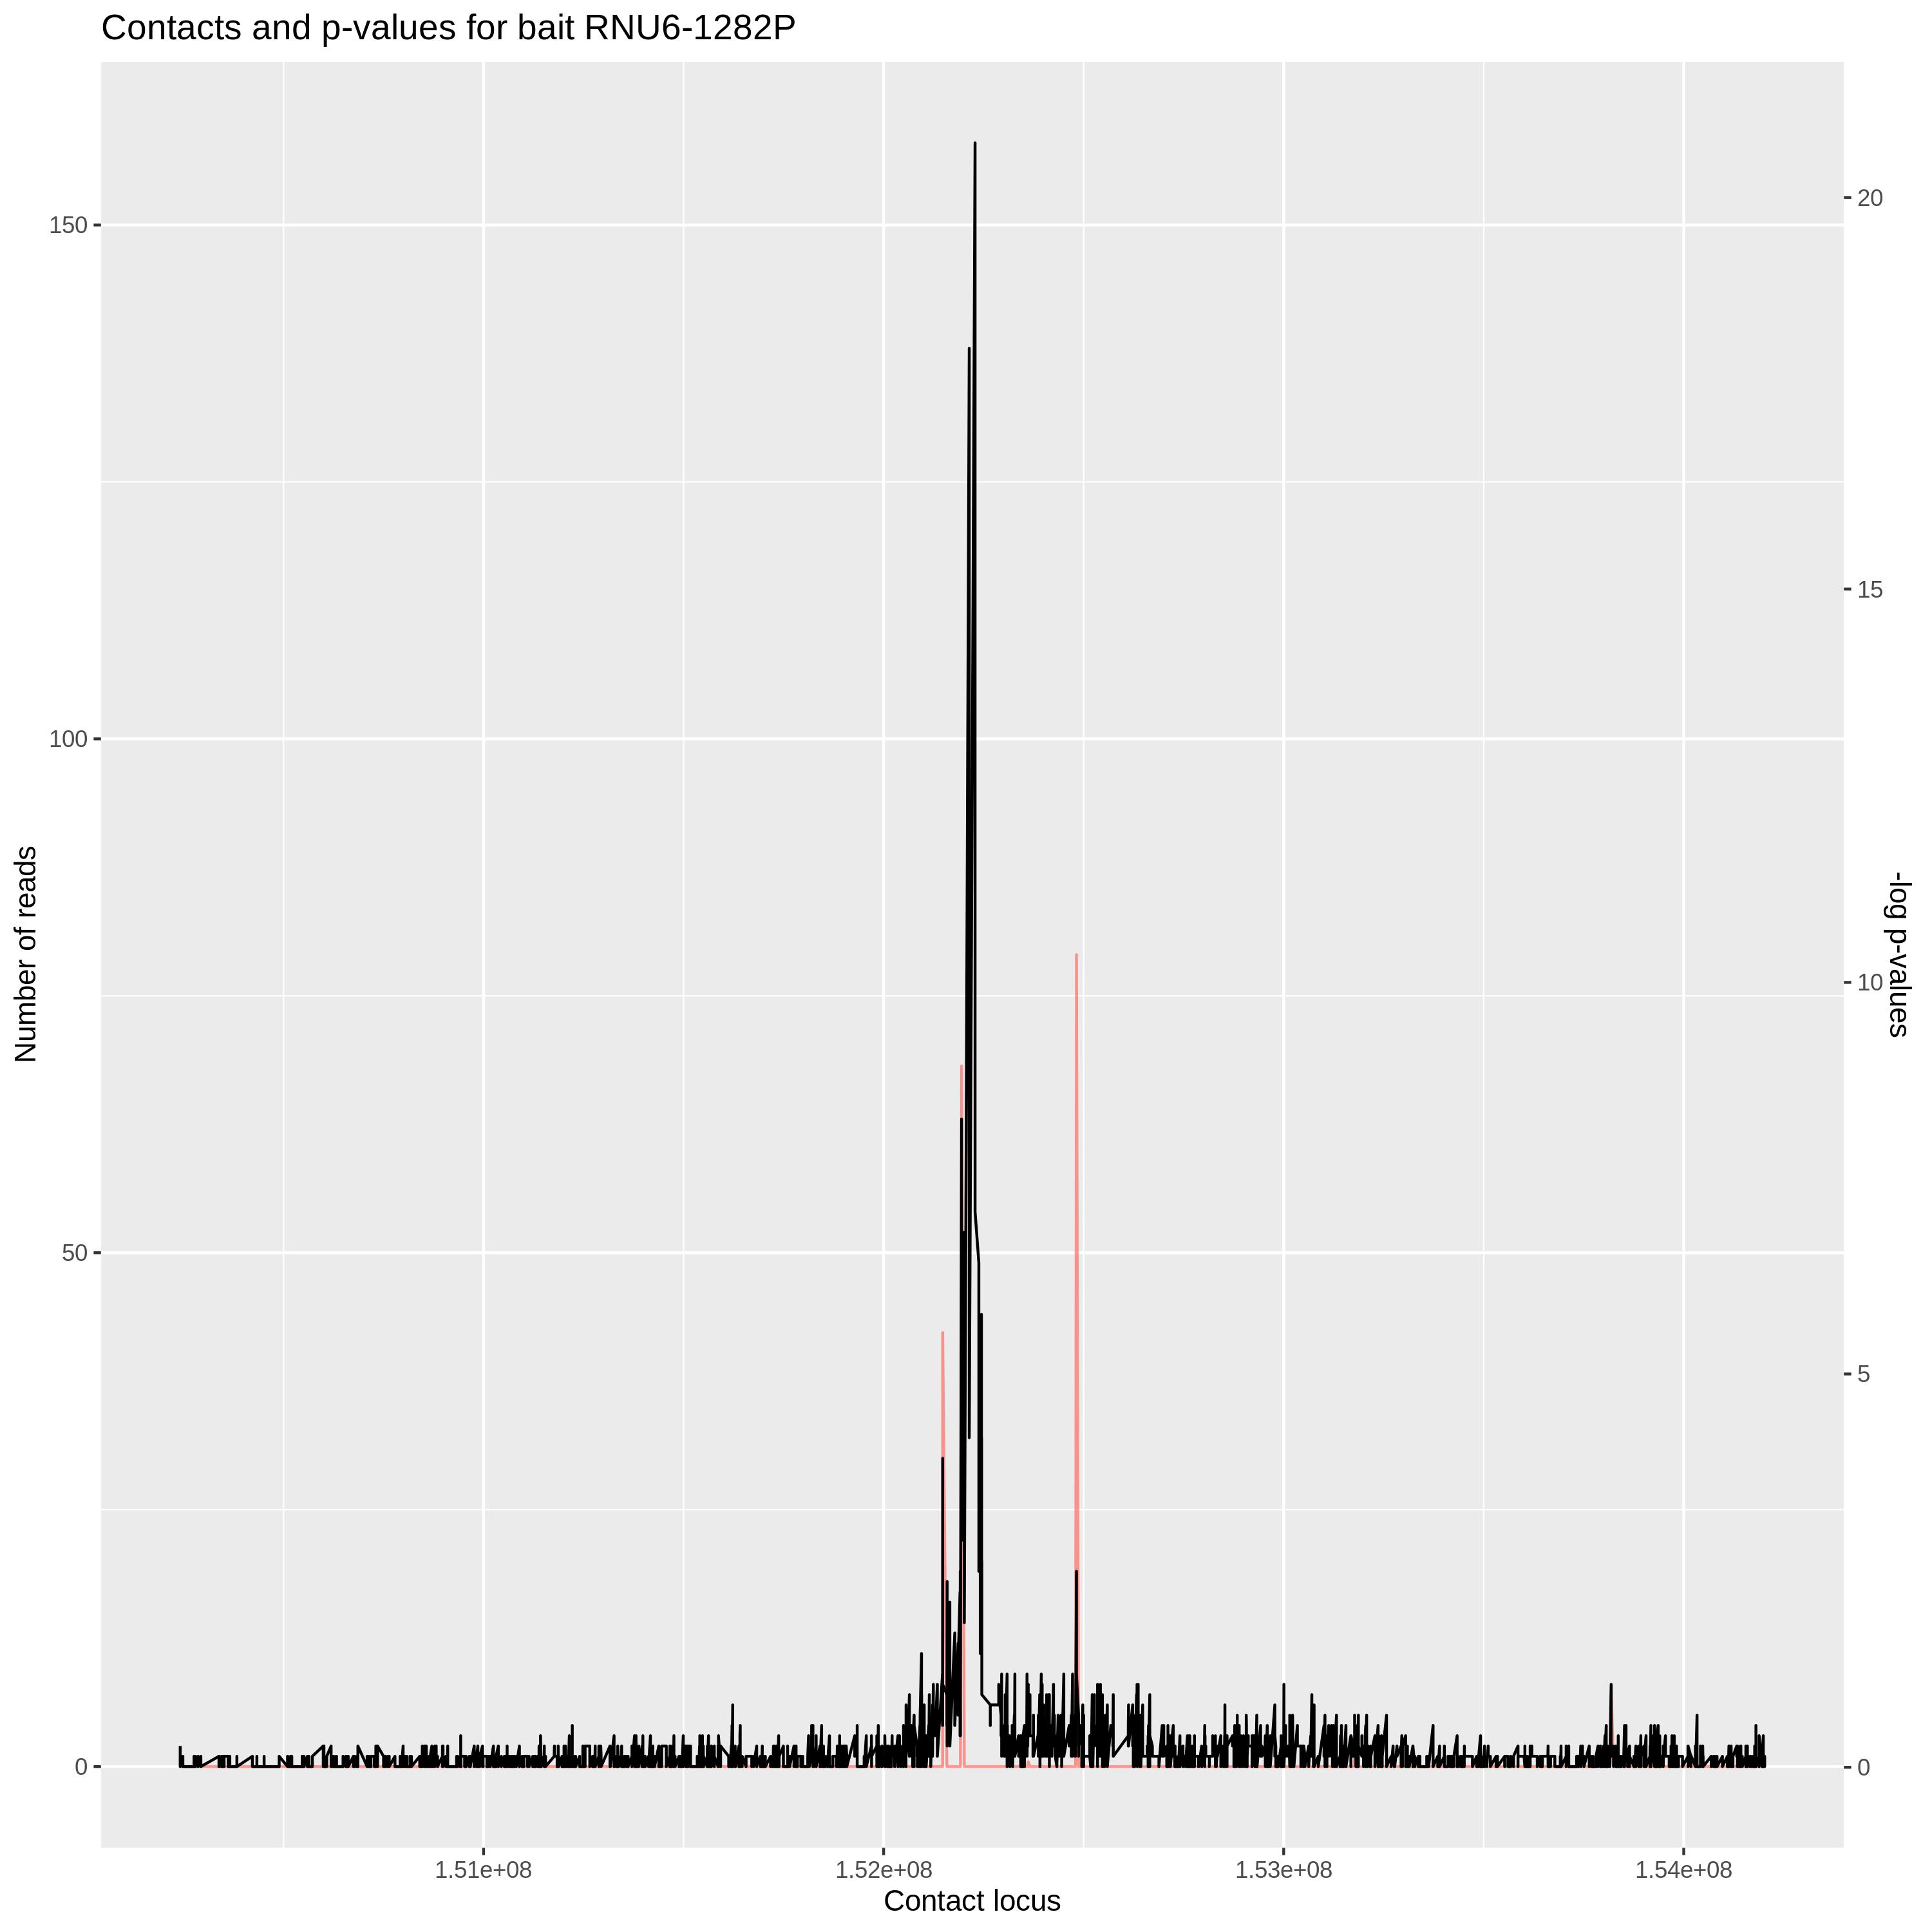 Contacts and p-values for bait RNU6-1282P
150
100
50
0
Number of reads
20
15
10
5
0
-log p-values
1.51e+08
1.52e+08
1.53e+08
1.54e+08
Contact locus